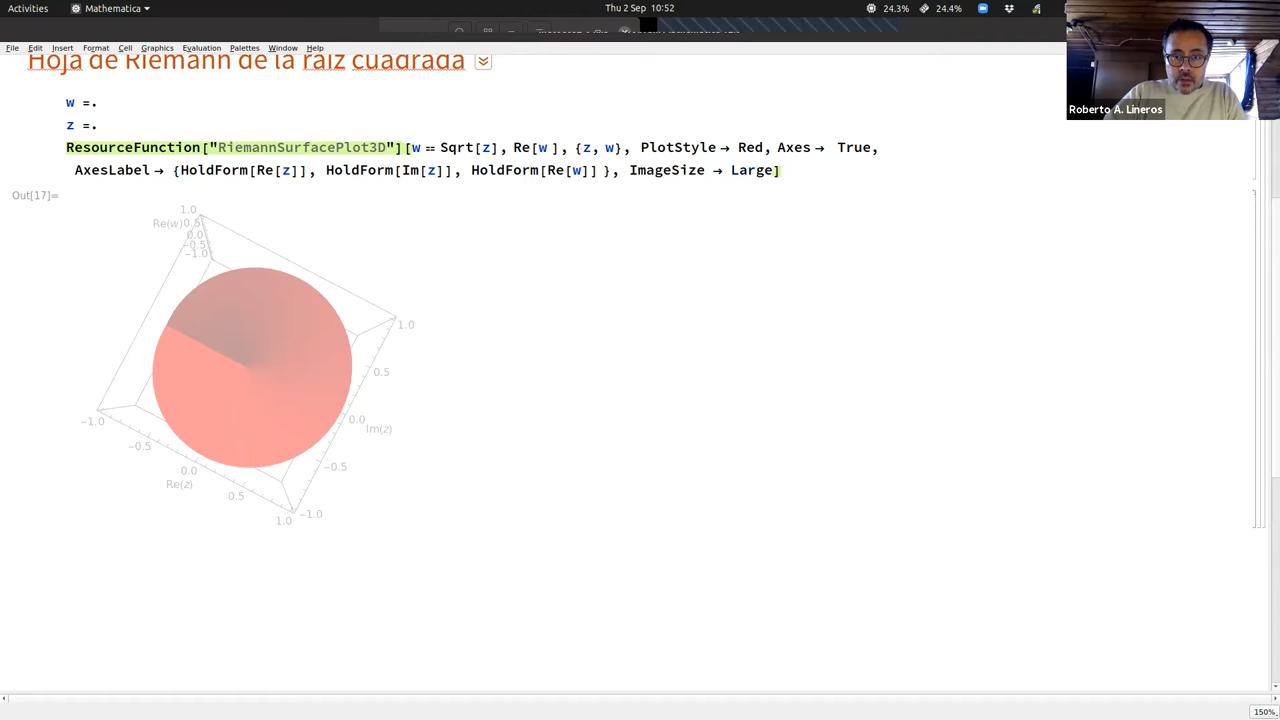 Activities
Mathematica
Thu 2 Sep 10:52
24.3%
24.4%
File Edit Insert Format Cell Graphics Evaluation Palettes Window Help
Roberto A. Lineros
Hoja de Riemann de la raiz cuadrada
w =.
z =.
ResourceFunction["RiemannSurfacePlot3D"][w == Sqrt[z], Re[w ], {z, w}, PlotStyle → Red, Axes → True,
AxesLabel → {HoldForm[Re[z]], HoldForm[Im[z]], HoldForm[Re[w]] }, ImageSize → Large]
Out[17]=
1.0
Re(w)
0.5
0.0
−0.5
−1.0
1.0
0.5
0.0
Im(z)
−0.5
−1.0
−1.0
−0.5
0.0
Re(z)
0.5
1.0
150%